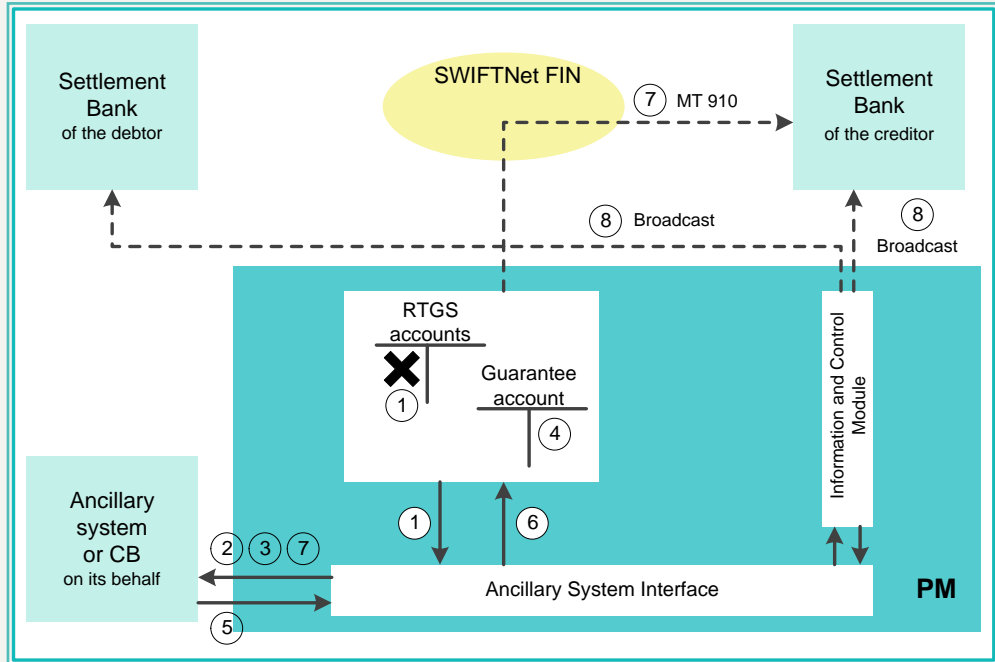 Settlement
Bank
of the debtor
SWIFTNet FIN
7 MT 910
Settlement
Bank
of the creditor
8 Broadcast
8
Broadcast
RTGS
accounts
1
Guarantee
account
4
Information and Control
Module
Ancillary
system
or CB
on its behalf
1
6
2 3 7
5
Ancillary System Interface
PM